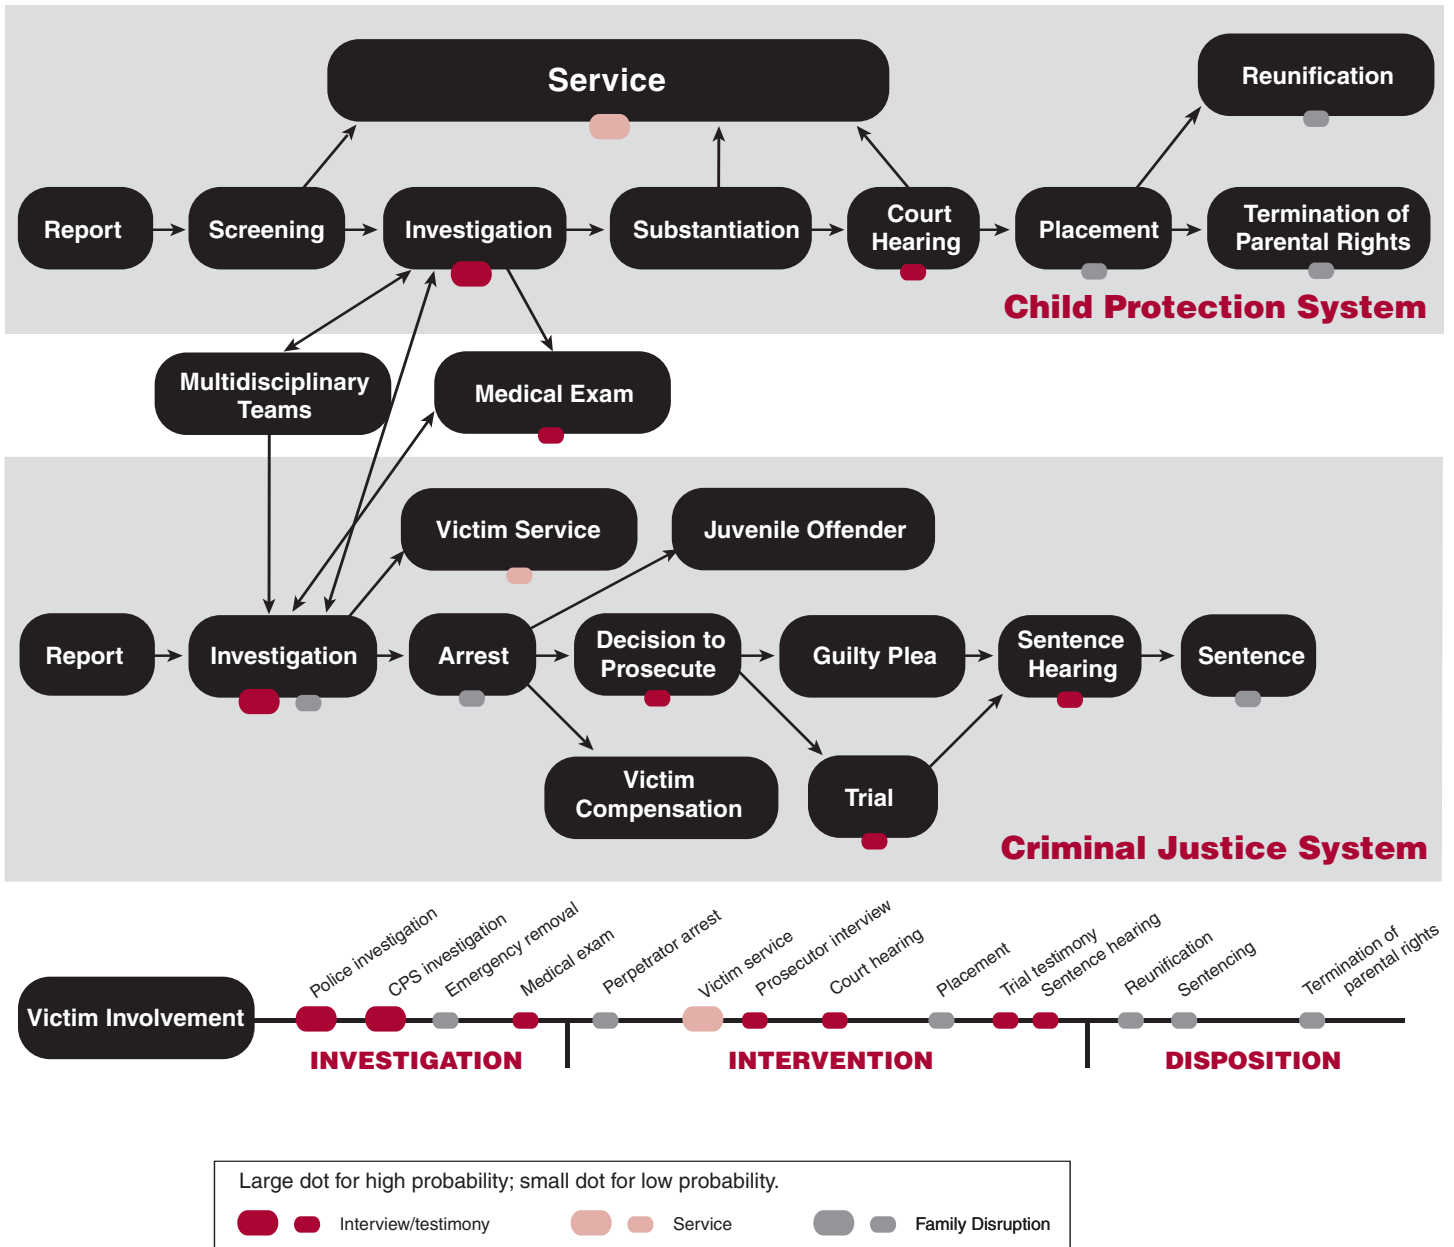 Service
Reunification
Report
Screening
Investigation
Substantiation
Court
Hearing
Placement
Termination of
Parental Rights
Child Protection System
Multidisciplinary
Teams
Medical Exam
Victim Service
Juvenile Offender
Report
Investigation
Arrest
Decision to
Prosecute
Guilty Plea
Sentence
Hearing
Sentence
Victim
Compensation
Trial
Criminal Justice System
Victim Involvement
Police investigation
CPS investigation
Emergency removal
Medical exam
Perpetrator arrest
Victim service
Prosecutor interview
Court hearing
Placement
Trial testimony
Sentence hearing
Reunification
Sentencing
Termination of
parental rights
INVESTIGATION
INTERVENTION
DISPOSITION
Large dot for high probability; small dot for low probability.
Interview/testimony
Service
Family Disruption